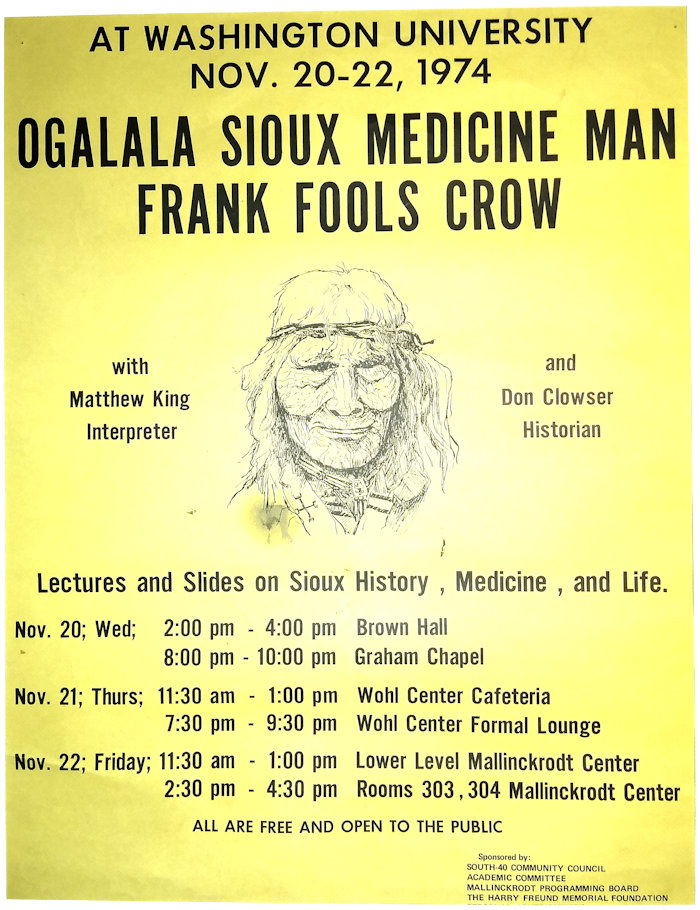 AT WASHINGTON UNIVERSITY
NOV. 20-22, 1974
OGALALA SIOUX MEDICINE MAN
FRANK FOOLS CROW
with
Matthew King
Interpreter
and
Don Clowser
Historian
Lectures and Slides on Sioux History , Medicine , and Life.
Nov. 20; Wed; 2:00 pm - 4:00 pm Brown Hall
8:00 pm - 10:00 pm Graham Chapel
Nov. 21; Thurs; 11:30 am - 1:00 pm Wohl Center Cafeteria
7:30 pm - 9:30 pm Wohl Center Formal Lounge
Nov. 22; Friday; 11:30 am - 1:00 pm Lower Level Mallinckrodt Center
2:30 pm - 4:30 pm Rooms 303 , 304 Mallinckrodt Center
ALL ARE FREE AND OPEN TO THE PUBLIC
Sponsored by:
SOUTH-40 COMMUNITY COUNCIL
ACADEMIC COMMITTEE
MALLINCKRODT PROGRAMMING BOARD
THE HARRY FREUND MEMORIAL FOUNDATION